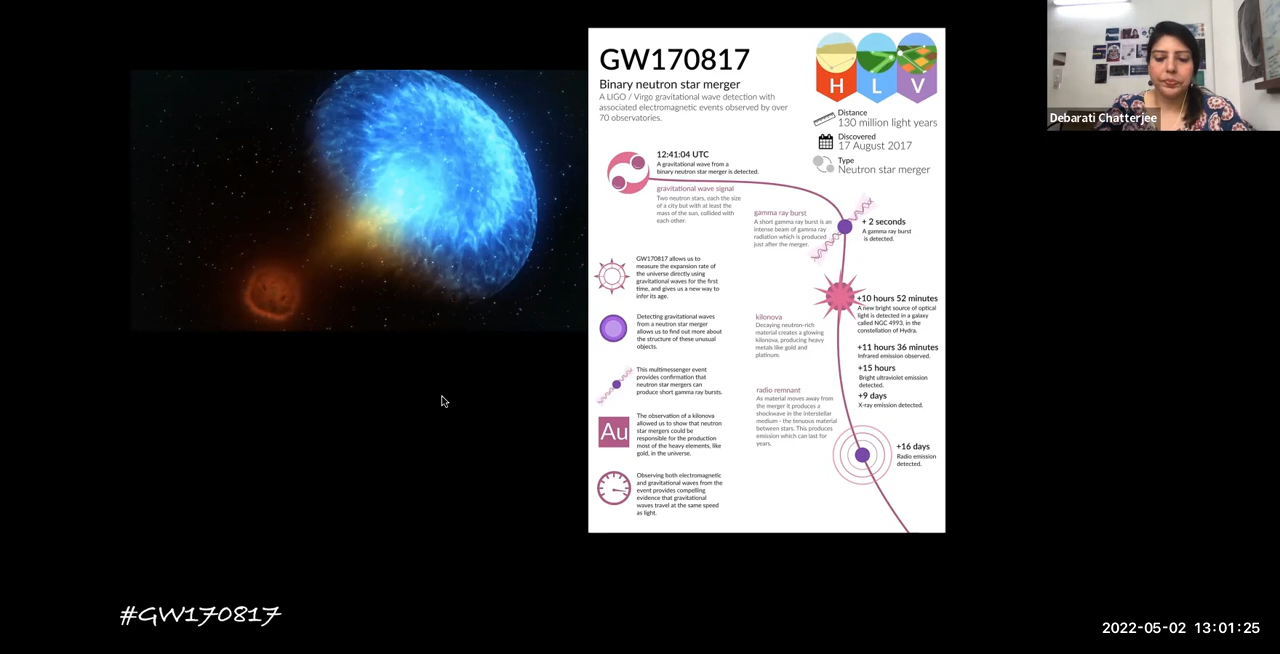 GW170817
Binary neutron star merger
A LIGO / Virgo gravitational wave detection with
associated electromagnetic events observed by over
70 observatories.
H L V
Distance
130 million light years
Discovered
17 August 2017
Type
Neutron star merger
12:41:04 UTC
A gravitational wave from a
binary neutron star merger is detected.
gravitational wave signal
Two neutron stars, each the size
of a city but with at least the
mass of the sun, collided with
each other.
gamma ray burst
A short gamma ray burst is an
intense beam of gamma ray
radiation which is produced
just after the merger.
+ 2 seconds
A gamma ray burst
is detected.
GW170817 allows us to
measure the expansion rate of
the universe directly using
gravitational waves for the first
time, and gives us a new way to
infer its age.
Detecting gravitational waves
from a neutron star merger
allows us to find out more about
the structure of these unusual
objects.
This multimessenger event
provides confirmation that
neutron star mergers can
produce short gamma ray bursts.
Au
The observation of a kilonova
allowed us to show that neutron
star mergers could be
responsible for the production
most of the heavy elements, like
gold, in the universe.
Observing both electromagnetic
and gravitational waves from the
event provides compelling
evidence that gravitational
waves travel at the same speed
as light.
kilonova
Decaying neutron-rich
material creates a glowing
kilonova, producing heavy
metals like gold and
platinum.
radio remnant
As material moves away from
the merger it produces a
shockwave in the interstellar
medium - the tenuous material
between stars. This produces
emission which can last for
years.
+10 hours 52 minutes
A new bright source of optical
light is detected in a galaxy
called NGC 4993, in the
constellation of Hydra.
+11 hours 36 minutes
Infrared emission observed.
+15 hours
Bright ultraviolet emission
detected.
+9 days
X-ray emission detected.
+16 days
Radio emission
detected.
Debarati Chatterjee
#GW170817
2022-05-02 13:01:25